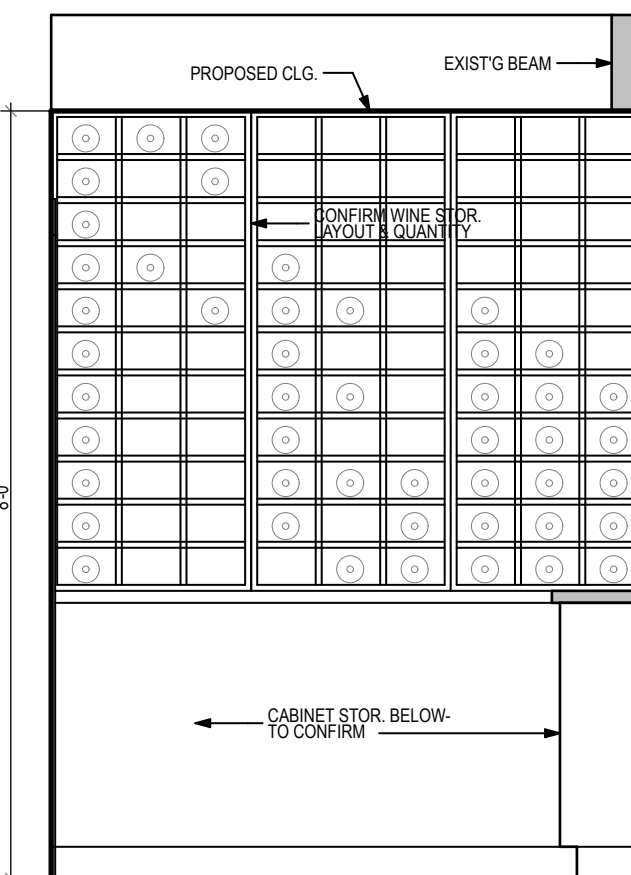 EXIST'G BEAM
PROPOSED CLG.
CONFIRM WINE STOR.
LAYOUT & QUANTITY
CABINET STOR. BELOW-
TO CONFIRM